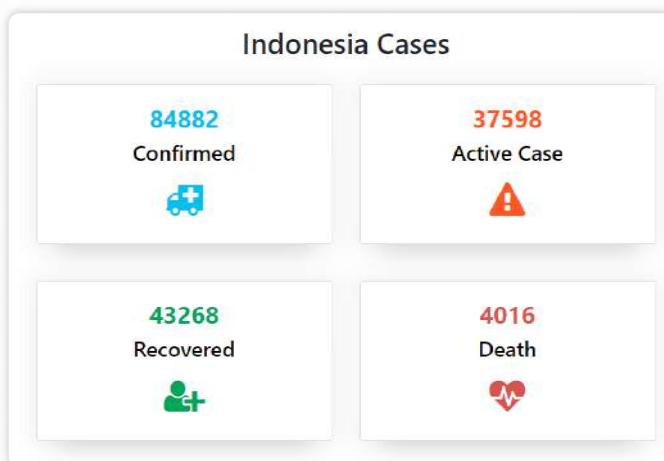 Indonesia Cases
84882
Confirmed
37598
Active Case
43268
Recovered
4016
Death